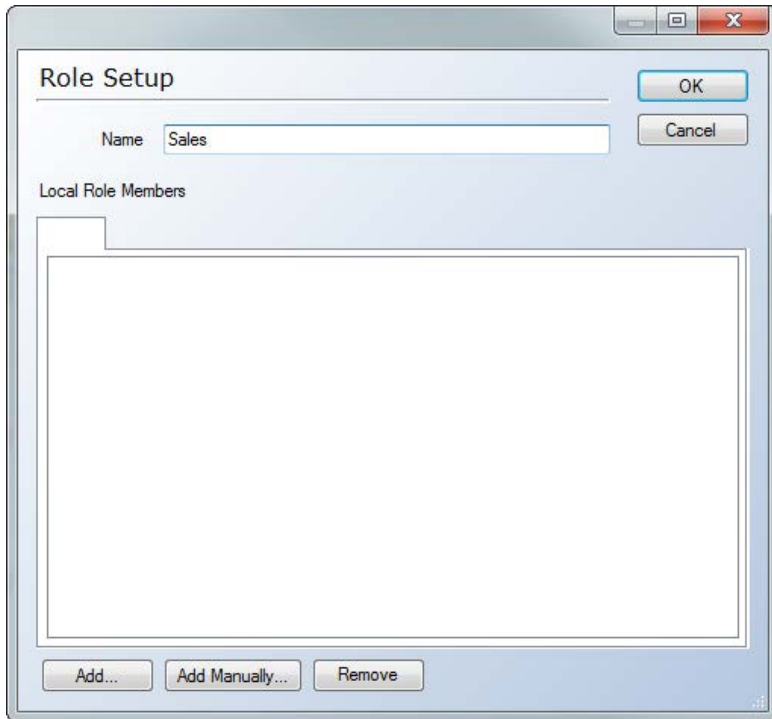 Role Setup
OK
Name Sales
Cancel
Local Role Members
Add... Add Manually... Remove